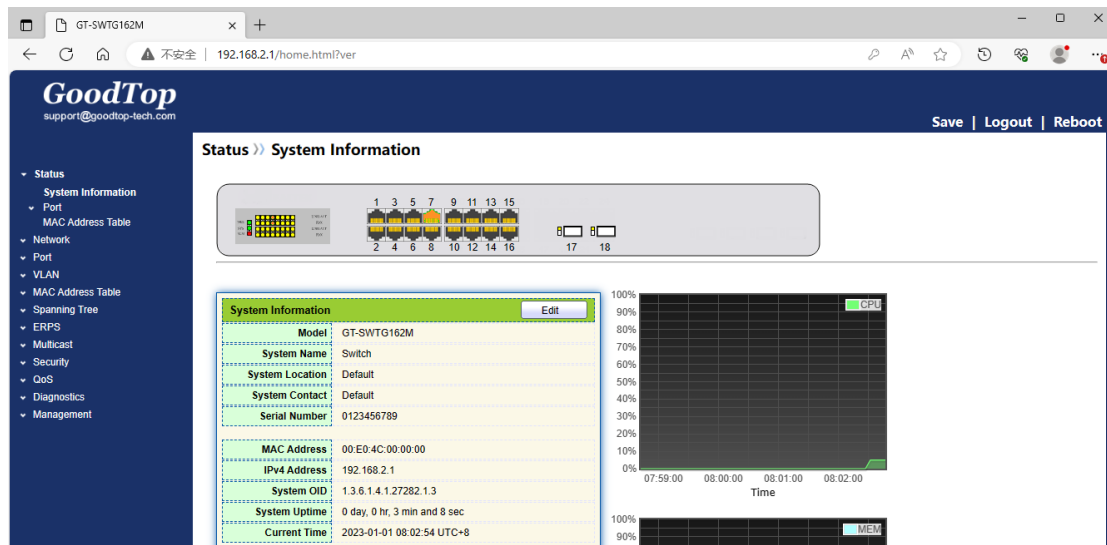 GT-SWTG162M
不安全 | 192.168.2.1/home.html?ver
GoodTop
support@goodtop-tech.com
Save | Logout | Reboot
Status » System Information
Status
System Information
Port
MAC Address Table
Network
Port
VLAN
MAC Address Table
Spanning Tree
ERPS
Multicast
Security
QoS
Diagnostics
Management
1 3 5 7 9 11 13 15
2 4 6 8 10 12 14 16 17 18
System Information Edit
Model GT-SWTG162M
System Name Switch
System Location Default
System Contact Default
Serial Number 0123456789
MAC Address 00:E0:4C:00:00:00
IPv4 Address 192.168.2.1
System OID 1.3.6.1.4.1.27282.1.3
System Uptime 0 day, 0 hr, 3 min and 8 sec
Current Time 2023-01-01 08:02:54 UTC+8
100%
CPU
90%
80%
70%
60%
50%
40%
30%
20%
10%
0%
07:59:00 08:00:00 08:01:00 08:02:00
Time
100%
MEM
90%